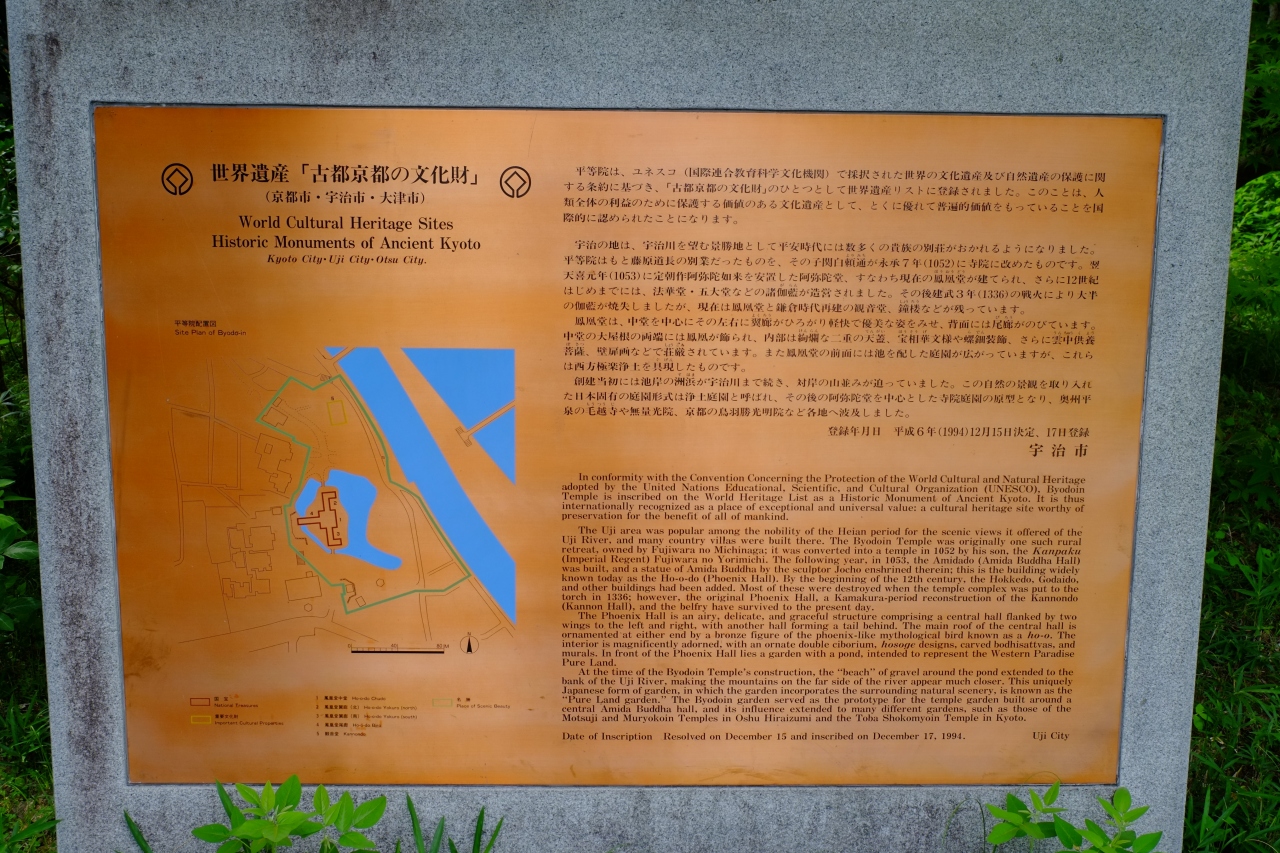 世界遺産「古都京都の文化財」
(京都市・宇治市・大津市)
World Cultural Heritage Sites
Historic Monuments of Ancient Kyoto
Kyoto City・Uji City・Otsu City.
平等院配置図
Site Plan of Byodo-in
N
国宝
National Treasures
重要文化財
Important Cultural Properties
名勝
Place of Scenic Beauty
平等院は、ユネスコ（国際連合教育科学文化機関）で採択された世界の文化遺産及び自然遺産の保護に関
する条約に基づき、「古都京都の文化財」のひとつとして世界遺産リストに登録されました。このことは、人
類全体の利益のために保護する価値のある文化遺産として、とくに優れて普遍的価値をもっていることを国
際的に認められたことになります。
宇治の地は、宇治川を望む景勝地として平安時代には数多くの貴族の別荘がおかれるようになりました。
平等院はもと藤原道長の別業だったものを、その子関白頼通が永承７年(1052)に寺院に改めたものです。翌
天喜元年(1053)に定朝作阿弥陀如来を安置した阿弥陀堂、すなわち現在の鳳凰堂が建てられ、さらに12世紀
はじめまでには、法華堂・五大堂などの諸伽藍が造営されました。その後建武３年(1336)の戦火により大半
の伽藍が焼失しましたが、現在は鳳凰堂と鎌倉時代再建の観音堂、鐘楼などが残っています。
鳳凰堂は、中堂を中心にその左右に翼廊がひろがり軽快で優美な姿をみせ、背面には尾廊がのびています。
中堂の大屋根の両端には鳳凰が飾られ、内部は絢爛な二重の天蓋、宝相華文様や螺鈿装飾、さらに雲中供養
菩薩、壁扉画などで荘厳されています。また鳳凰堂の前面には池を配した庭園が広がっていますが、これら
は西方極楽浄土を具現したものです。
創建当初には池岸の洲浜が宇治川まで続き、対岸の山並みが迫っていました。この自然の景観を取り入れ
た日本固有の庭園形式は浄土庭園と呼ばれ、その後の阿弥陀堂を中心とした寺院庭園の原型となり、奥州平
泉の毛越寺や無量光院、京都の鳥羽勝光明院など各地へ波及しました。
登録年月日　平成６年(1994)12月15日決定、17日登録
宇治市
In conformity with the Convention Concerning the Protection of the World Cultural and Natural Heritage
adopted by the United Nations Educational, Scientific, and Cultural Organization (UNESCO), Byodoin
Temple is inscribed on the World Heritage List as a Historic Monument of Ancient Kyoto. It is thus
internationally recognized as a place of exceptional and universal value: a cultural heritage site worthy of
preservation for the benefit of all of mankind.
The Uji area was popular among the nobility of the Heian period for the scenic views it offered of the
Uji River, and many country villas were built there. The Byodoin Temple was originally one such rural
retreat, owned by Fujiwara no Michinaga; it was converted into a temple in 1052 by his son, the Kanpaku
(Imperial Regent) Fujiwara no Yorimichi. The following year, in 1053, the Amidado (Amida Buddha Hall)
was built, and a statue of Amida Buddha by the sculptor Jocho enshrined therein; this is the building widely
known today as the Ho-o-do (Phoenix Hall). By the beginning of the 12th century, the Hokkedo, Godaido,
and other buildings had been added. Most of these were destroyed when the temple complex was put to the
torch in 1336; however, the original Phoenix Hall, a Kamakura-period reconstruction of the Kannondo
(Kannon Hall), and the belfry have survived to the present day.
The Phoenix Hall is an airy, delicate, and graceful structure comprising a central hall flanked by two
wings to the left and right, with another hall forming a tail behind. The main roof of the central hall is
ornamented at either end by a bronze figure of the phoenix-like mythological bird known as a ho-o. The
interior is magnificently adorned, with an ornate double ciborium, hosoge designs, carved bodhisattvas, and
murals. In front of the Phoenix Hall lies a garden with a pond, intended to represent the Western Paradise
Pure Land.
At the time of the Byodoin Temple's construction, the "beach" of gravel around the pond extended to the
bank of the Uji River, making the mountains on the far side of the river appear much closer. This uniquely
Japanese form of garden, in which the garden incorporates the surrounding natural scenery, is known as the
"Pure Land garden." The Byodoin garden served as the prototype for the temple garden built around a
central Amida Buddha hall, and its influence extended to many different gardens, such as those of the
Motsuji and Muryokoin Temples in Oshu Hiraizumi and the Toba Shokomyoin Temple in Kyoto.
Date of Inscription Resolved on December 15 and inscribed on December 17, 1994.
Uji City